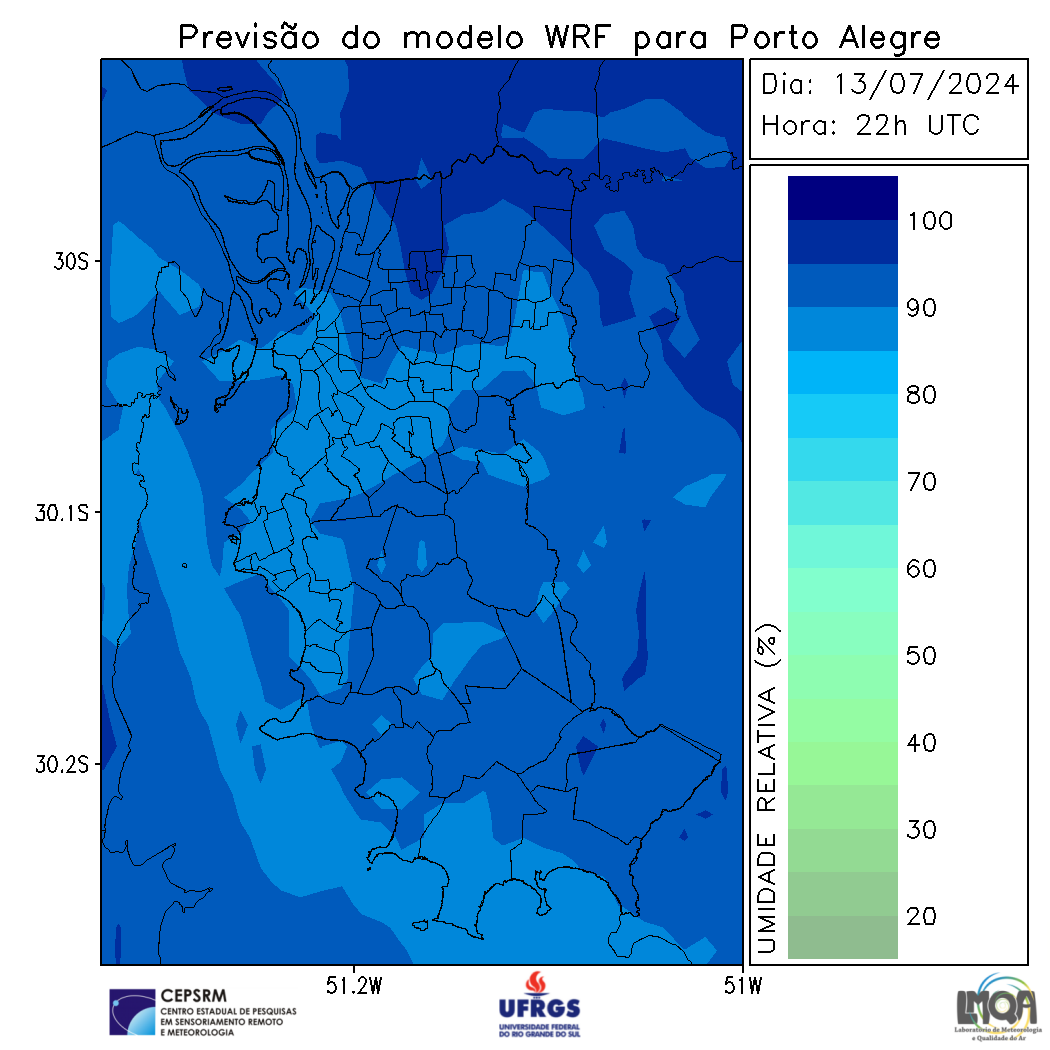 Previsão do modelo WRF para Porto Alegre
Dia: 13/07/2024
Hora: 22h UTC
30S
30.1S
30.2S
51.2W
51W
UMIDADE RELATIVA (%)
100
90
80
70
60
50
40
30
20
CEPSRM
CENTRO ESTADUAL DE PESQUISAS
EM SENSORIAMENTO REMOTO
E METEOROLOGIA
UFRGS
UNIVERSIDADE FEDERAL
DO RIO GRANDE DO SUL
LMQA
Laboratório de Meteorologia
e Qualidade do Ar